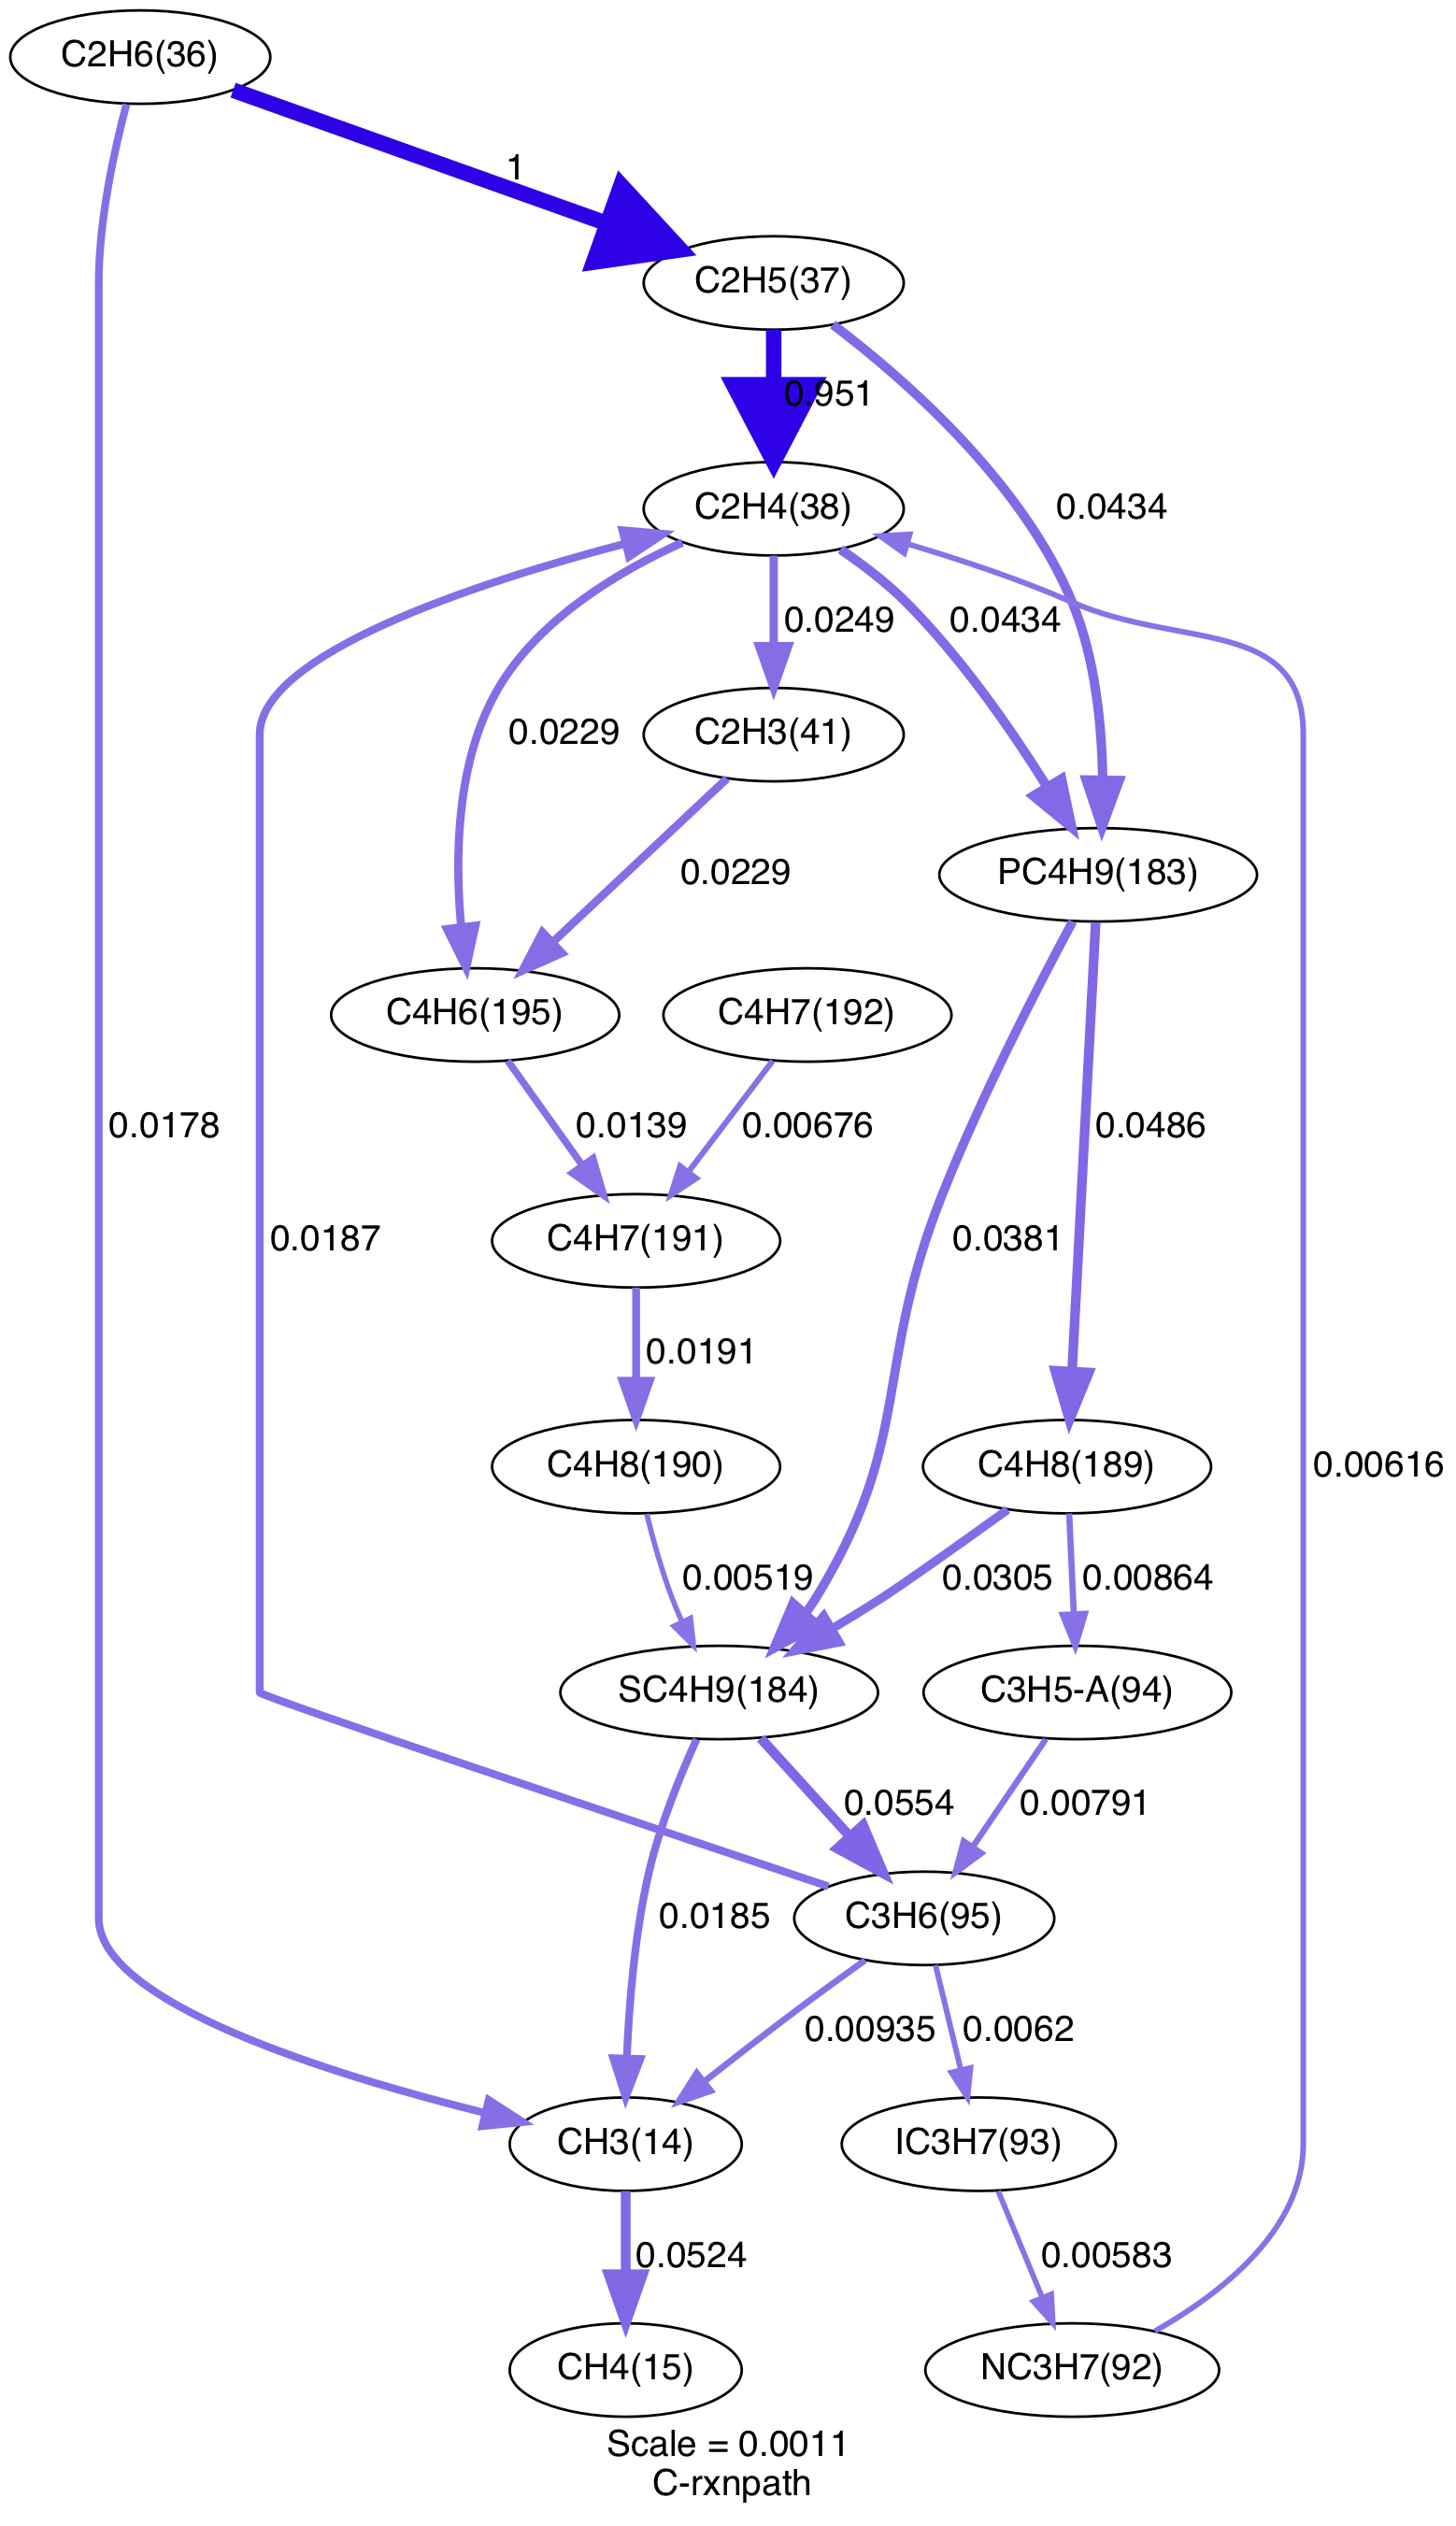 C2H6(36)
1
C2H5(37)
0.951
C2H4(38)
0.0434
0.0249
0.0434
0.0229
C2H3(41)
0.0229
PC4H9(183)
C4H6(195)
C4H7(192)
0.0178
0.0139
0.00676
0.0486
0.0187
C4H7(191)
0.0381
0.0191
C4H8(190)
C4H8(189)
0.00616
0.00519
0.0305
0.00864
SC4H9(184)
C3H5-A(94)
0.0554
0.00791
0.0185
C3H6(95)
0.00935
0.0062
CH3(14)
IC3H7(93)
0.0524
0.00583
CH4(15)
NC3H7(92)
Scale = 0.0011
C-rxnpath